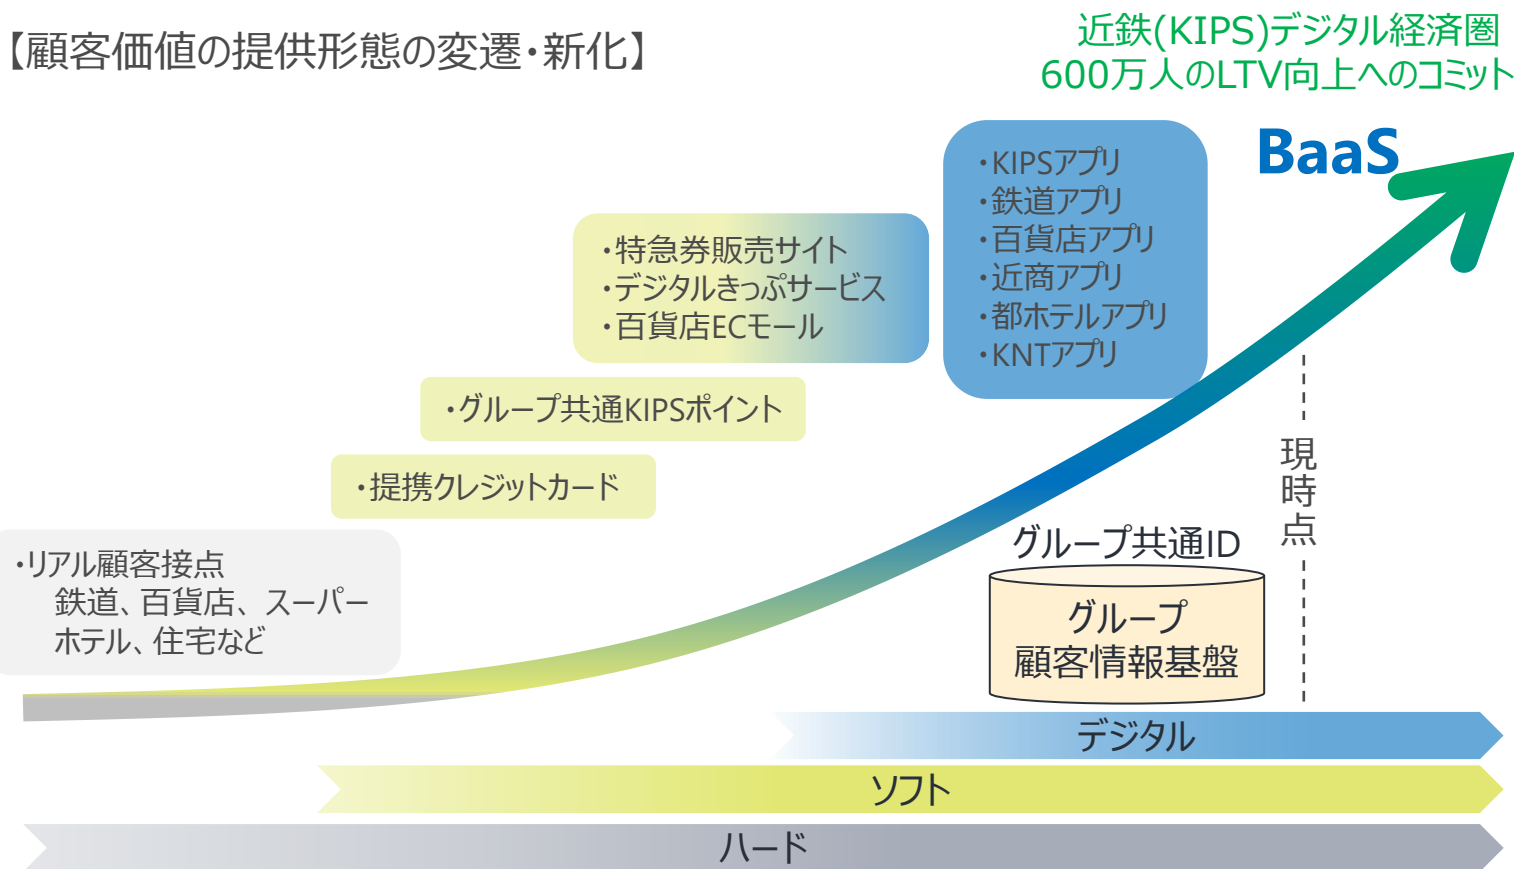 【顧客価値の提供形態の変遷・新化】
近鉄(KIPS)デジタル経済圏
600万人のLTV向上へのコミット
BaaS
・KIPSアプリ
・鉄道アプリ
・百貨店アプリ
・近商アプリ
・都ホテルアプリ
・KNTアプリ
・特急券販売サイト
・デジタルきっぷサービス
・百貨店ECモール
・グループ共通KIPSポイント
・提携クレジットカード
・リアル顧客接点
鉄道、百貨店、スーパー
ホテル、住宅など
現時点
グループ共通ID
グループ
顧客情報基盤
デジタル
ソフト
ハード